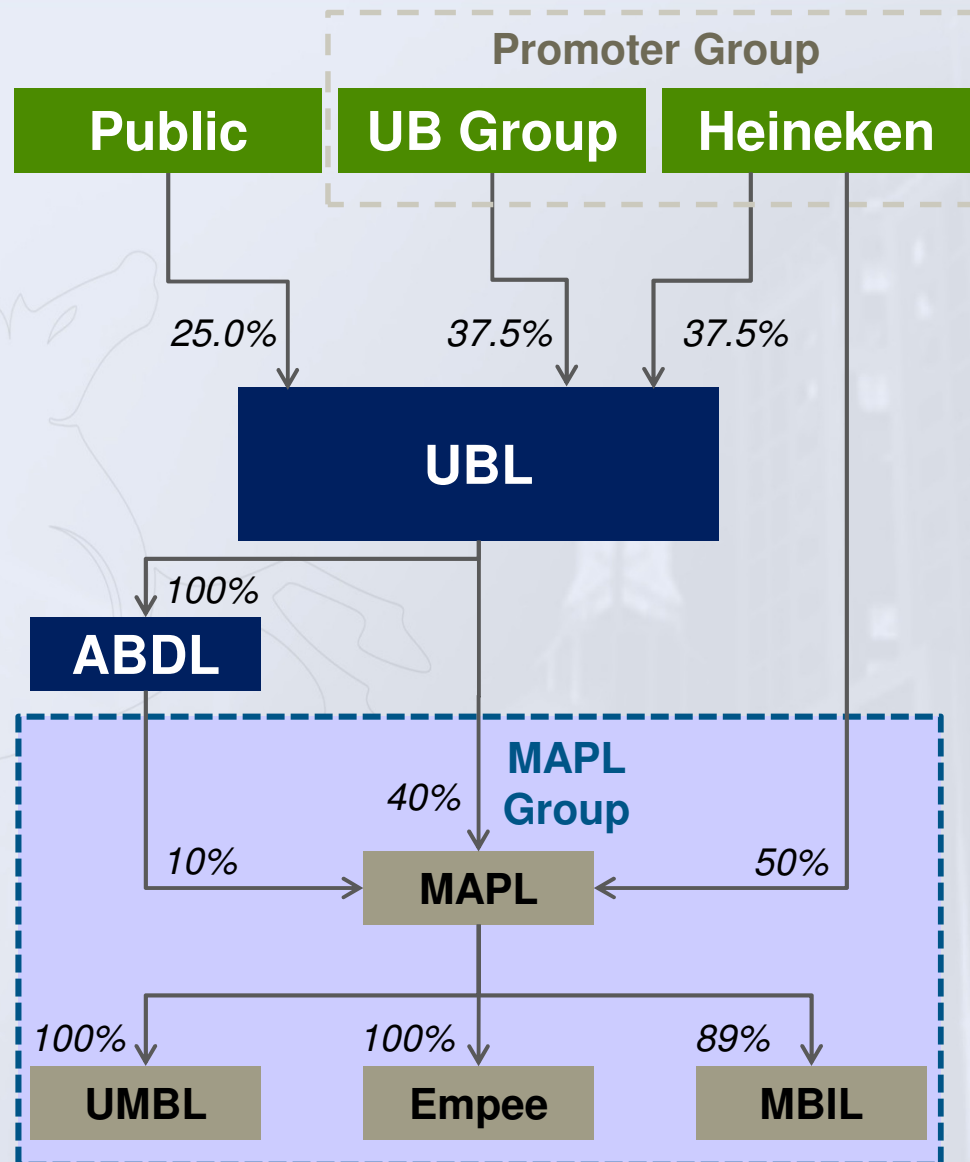 Promoter Group
Public
UB Group
Heineken
25.0%
37.5%
37.5%
UBL
100%
ABDL
MAPL
Group
40%
10%
50%
MAPL
100%
100%
89%
UMBL
Empee
MBIL